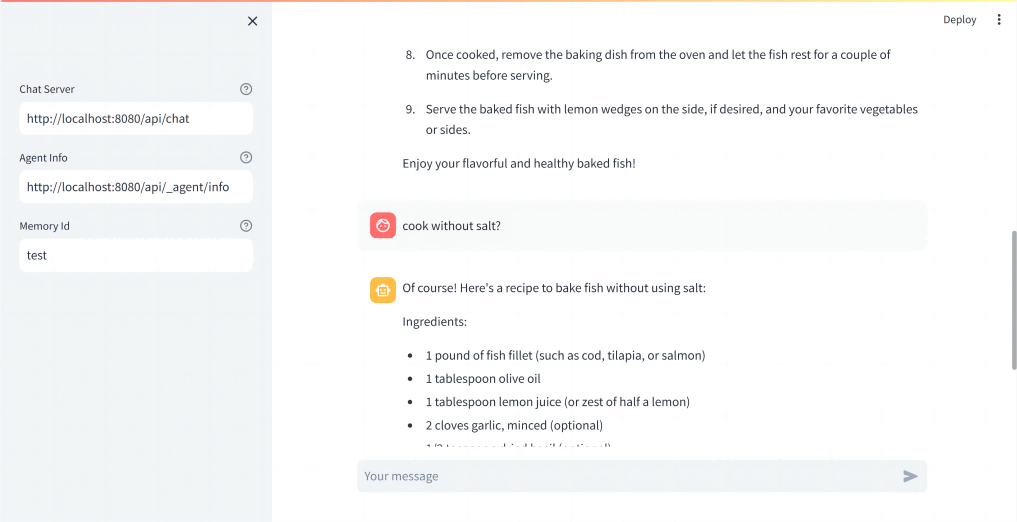 Deploy
Chat Server
http://localhost:8080/api/chat
Agent Info
http://localhost:8080/api/_agent/info
Memory Id
test
8. Once cooked, remove the baking dish from the oven and let the fish rest for a couple of
minutes before serving.
9. Serve the baked fish with lemon wedges on the side, if desired, and your favorite vegetables
or sides.
Enjoy your flavorful and healthy baked fish!
cook without salt?
Of course! Here's a recipe to bake fish without using salt:
Ingredients:
• 1 pound of fish fillet (such as cod, tilapia, or salmon)
• 1 tablespoon olive oil
• 1 tablespoon lemon juice (or zest of half a lemon)
• 2 cloves garlic, minced (optional)
Your message